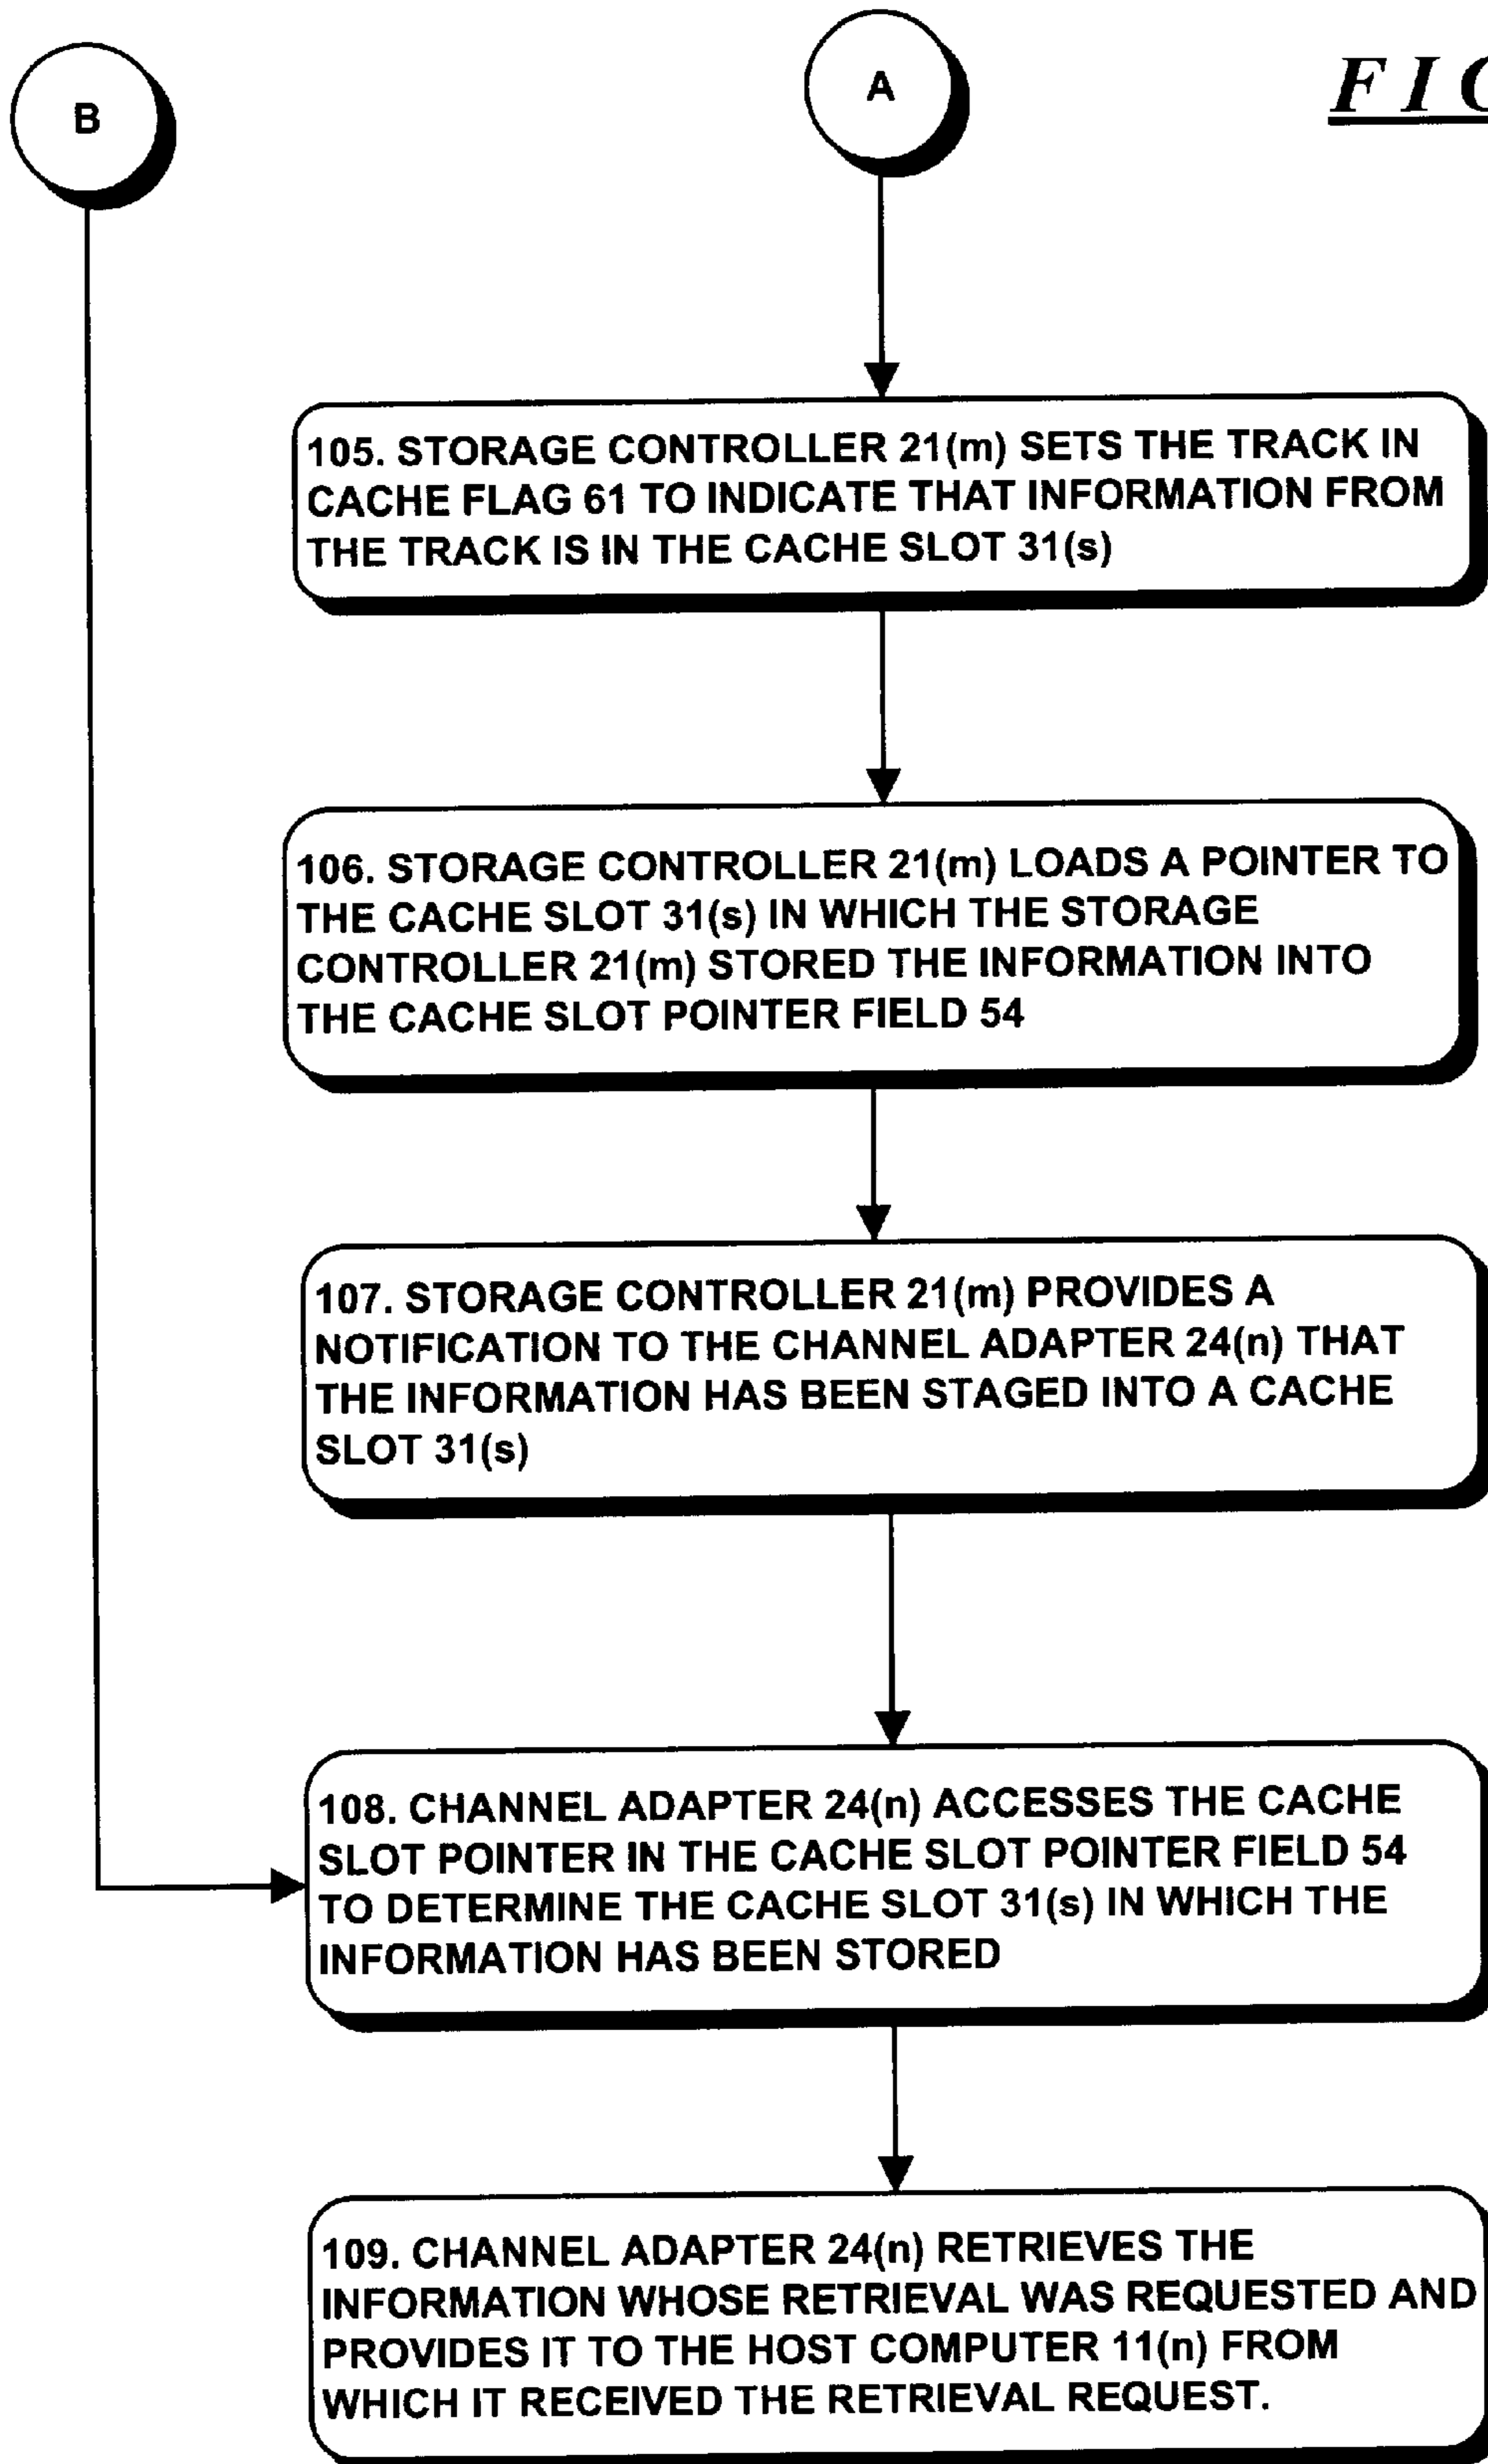 B
A
105. STORAGE CONTROLLER 21(m) SETS THE TRACK IN
CACHE FLAG 61 TO INDICATE THAT INFORMATION FROM
THE TRACK IS IN THE CACHE SLOT 31(s)
106. STORAGE CONTROLLER 21(m) LOADS A POINTER TO
THE CACHE SLOT 31(s) IN WHICH THE STORAGE
CONTROLLER 21(m) STORED THE INFORMATION INTO
THE CACHE SLOT POINTER FIELD 54
107. STORAGE CONTROLLER 21(m) PROVIDES A
NOTIFICATION TO THE CHANNEL ADAPTER 24(n) THAT
THE INFORMATION HAS BEEN STAGED INTO A CACHE
SLOT 31(s)
108. CHANNEL ADAPTER 24(n) ACCESSES THE CACHE
SLOT POINTER IN THE CACHE SLOT POINTER FIELD 54
TO DETERMINE THE CACHE SLOT 31(s) IN WHICH THE
INFORMATION HAS BEEN STORED
109. CHANNEL ADAPTER 24(n) RETRIEVES THE
INFORMATION WHOSE RETRIEVAL WAS REQUESTED AND
PROVIDES IT TO THE HOST COMPUTER 11(n) FROM
WHICH IT RECEIVED THE RETRIEVAL REQUEST.